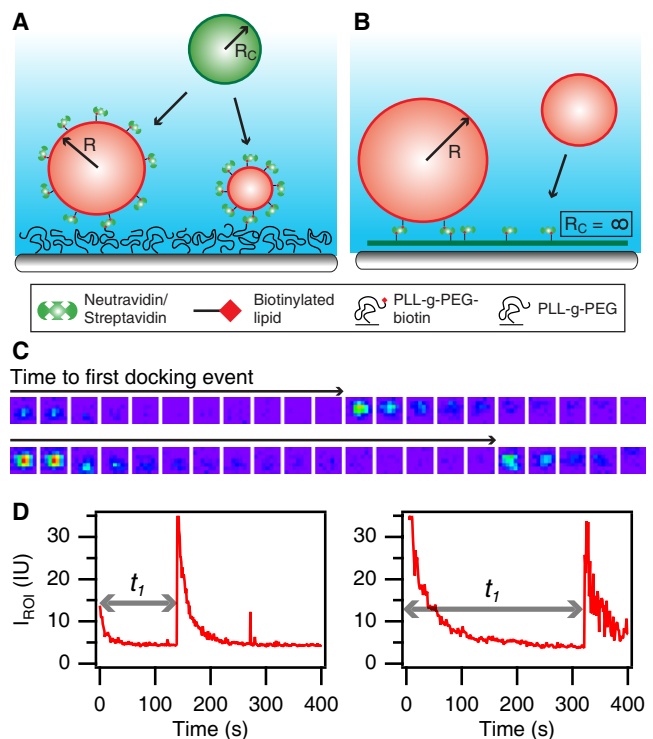 A
R_C
R
B
R
R_C = ∞
Neutravidin/
Streptavidin
Biotinylated
lipid
PLL-g-PEG-
biotin
PLL-g-PEG
C
Time to first docking event
D
I_ROI (IU)
30
20
10
0
t_1
0 100 200 300 400
Time (s)
30
20
10
0
t_1
0 100 200 300 400
Time (s)